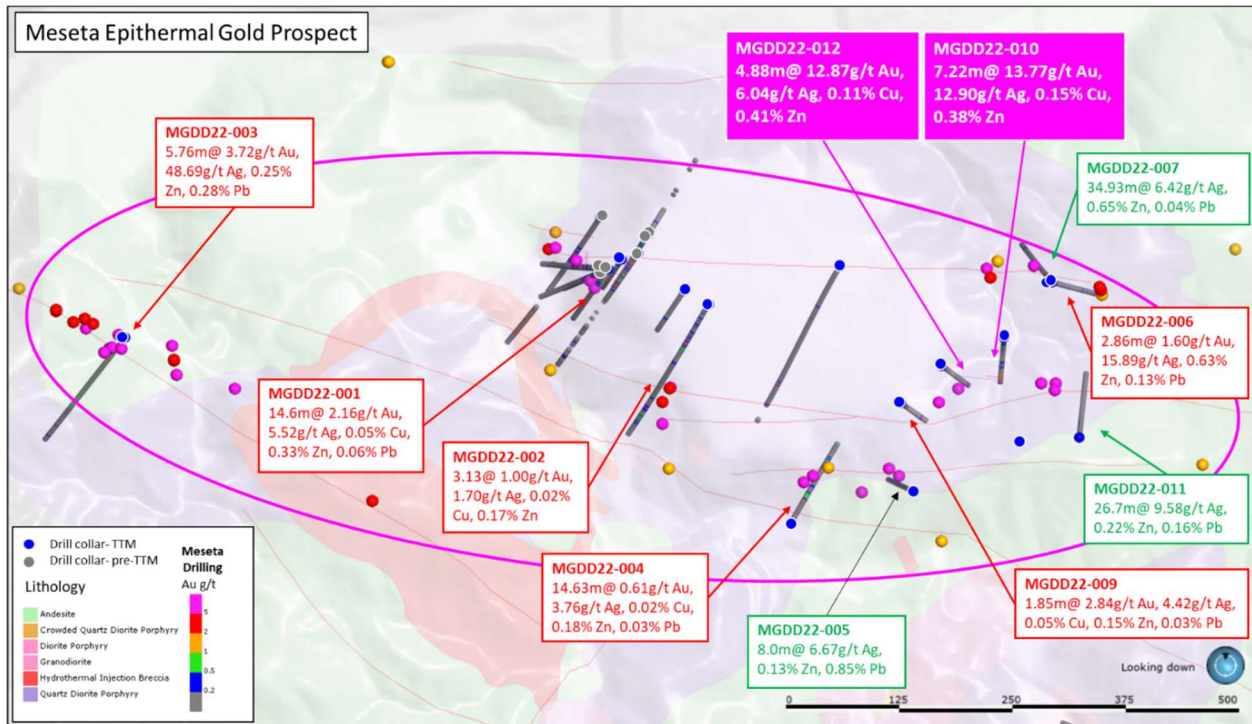 Meseta Epithermal Gold Prospect
MGDD22-012
4.88m@ 12.87g/t Au,
6.04g/t Ag, 0.11% Cu,
0.41% Zn
MGDD22-010
7.22m@ 13.77g/t Au,
12.90g/t Ag, 0.15% Cu,
0.38% Zn
MGDD22-003
5.76m@ 3.72g/t Au,
48.69g/t Ag, 0.25%
Zn, 0.28% Pb
MGDD22-007
34.93m@ 6.42g/t Ag,
0.65% Zn, 0.04% Pb
MGDD22-006
2.86m@ 1.60g/t Au,
15.89g/t Ag, 0.63%
Zn, 0.13% Pb
MGDD22-001
14.6m@ 2.16g/t Au,
5.52g/t Ag, 0.05% Cu,
0.33% Zn, 0.06% Pb
MGDD22-002
3.13@ 1.00g/t Au,
1.70g/t Ag, 0.02%
Cu, 0.17% Zn
MGDD22-011
26.7m@ 9.58g/t Ag,
0.22% Zn, 0.16% Pb
MGDD22-004
14.63m@ 0.61g/t Au,
3.76g/t Ag, 0.02% Cu,
0.18% Zn, 0.03% Pb
MGDD22-005
8.0m@ 6.67g/t Ag,
0.13% Zn, 0.85% Pb
MGDD22-009
1.85m@ 2.84g/t Au, 4.42g/t Ag,
0.05% Cu, 0.15% Zn, 0.03% Pb
Drill collar- TTM
Drill collar- pre-TTM
Lithology
Andesite
Crowded Quartz Diorite Porphyry
Diorite Porphyry
Granodiorite
Hydrothermal Injection Breccia
Quartz Diorite Porphyry
Meseta
Drilling
Au g/t
5
2
1
0.5
0.2
Looking down
0 125 250 375 500